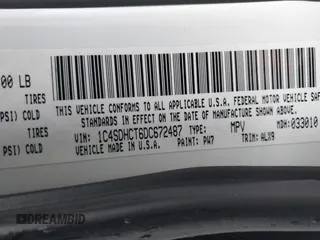 00 LB
TIRES
PSI) COLD
THIS VEHICLE CONFORMS TO ALL APPLICABLE U.S.A. FEDERAL MOTOR VEHICLE SAF
STANDARDS IN EFFECT ON THE DATE OF MANUFACTURE SHOWN ABOVE.
TIRES
VIN: 1C4SDHCT6DC672487 TYPE: MPV MDH:033010
PSI) COLD
VEHICLE MADE IN U.S.A. PAINT: PW7 TRIM: ALX9
DREAMBID